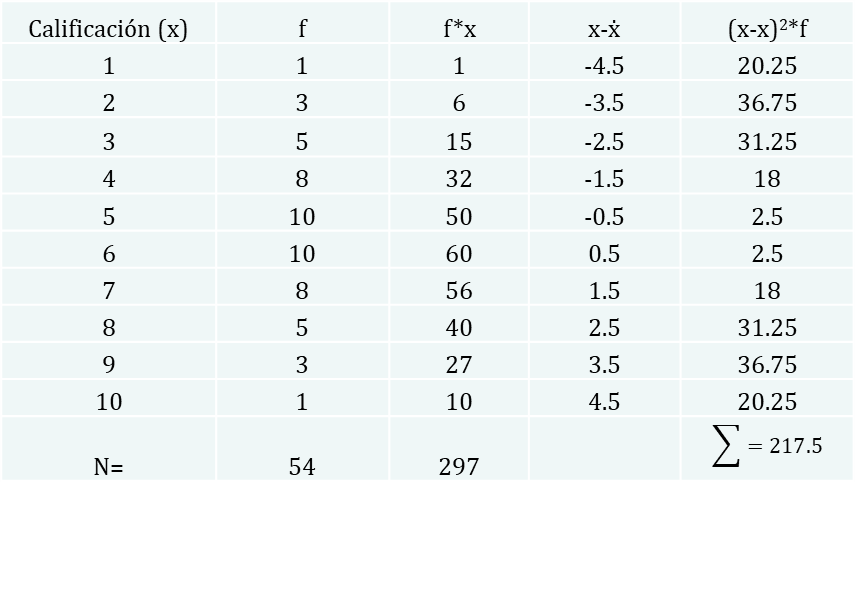 Calificación (x) f f*x x-ẋ (x-x)²*f
1 1 1 -4.5 20.25
2 3 6 -3.5 36.75
3 5 15 -2.5 31.25
4 8 32 -1.5 18
5 10 50 -0.5 2.5
6 10 60 0.5 2.5
7 8 56 1.5 18
8 5 40 2.5 31.25
9 3 27 3.5 36.75
10 1 10 4.5 20.25
N= 54 297 ∑ = 217.5